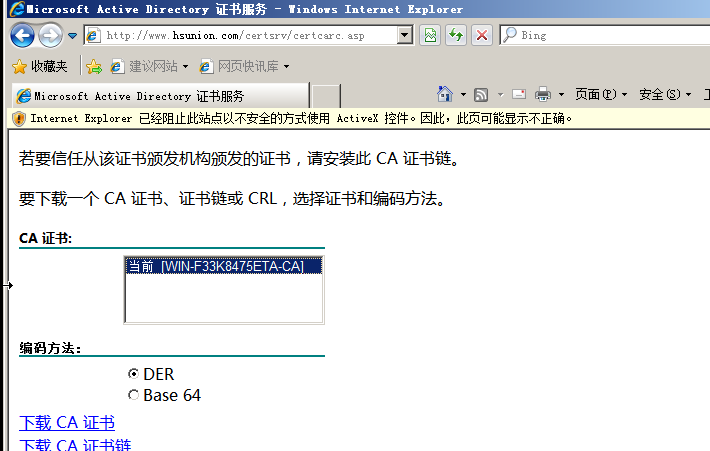 Microsoft Active Directory 证书服务 - Windows Internet Explorer
http://www.hsunion.com/certsrv/certcarc.asp
Bing
收藏夹 建议网站 网页快讯库
Microsoft Active Directory 证书服务
页面(P) 安全(S)
Internet Explorer 已经阻止此站点以不安全的方式使用 ActiveX 控件。因此，此页可能显示不正确。
若要信任从该证书颁发机构颁发的证书，请安装此 CA 证书链。
要下载一个 CA 证书、证书链或 CRL，选择证书和编码方法。
CA 证书:
当前 [WIN-F33K8475ETA-CA]
编码方法:
DER
Base 64
下载 CA 证书
下载 CA 证书链